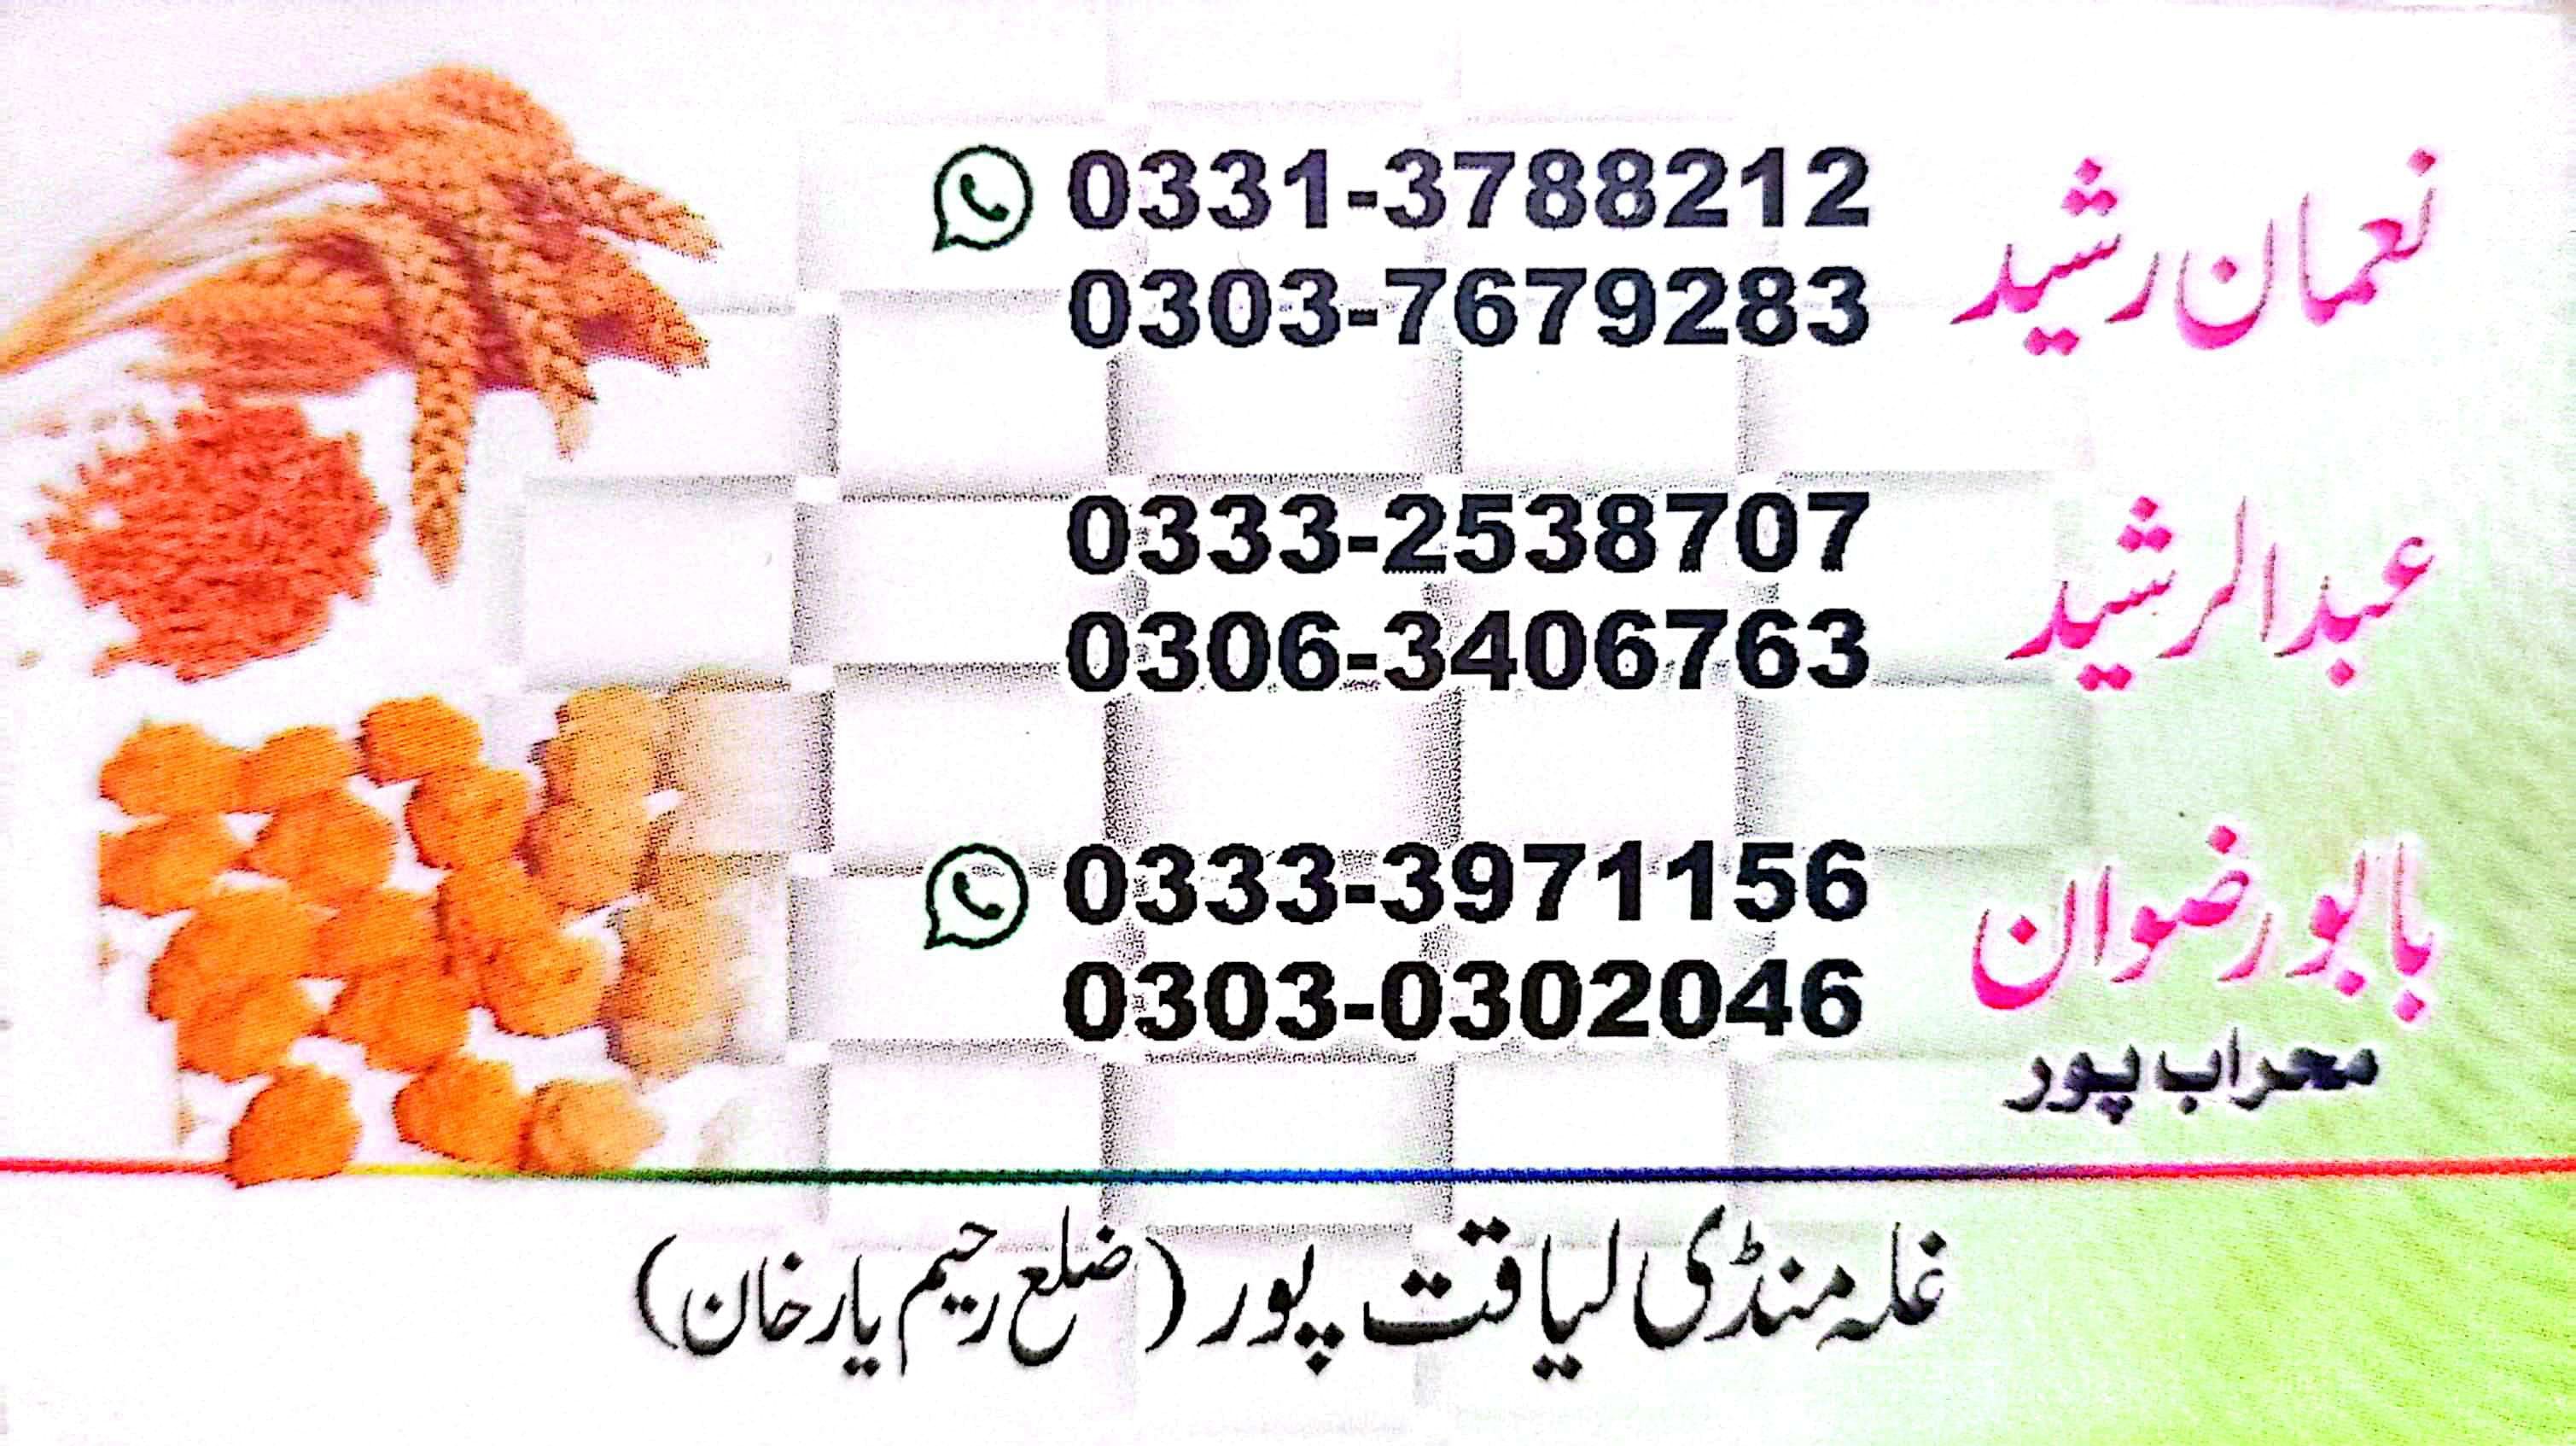 نعمان رشید 0331-3788212
0303-7679283
عبدالرشید 0333-2538707
0306-3406763
بابو رضوان 0333-3971156
0303-0302046
محراب پور
غلہ منڈی لیاقت پور (ضلع رحیم یار خان)